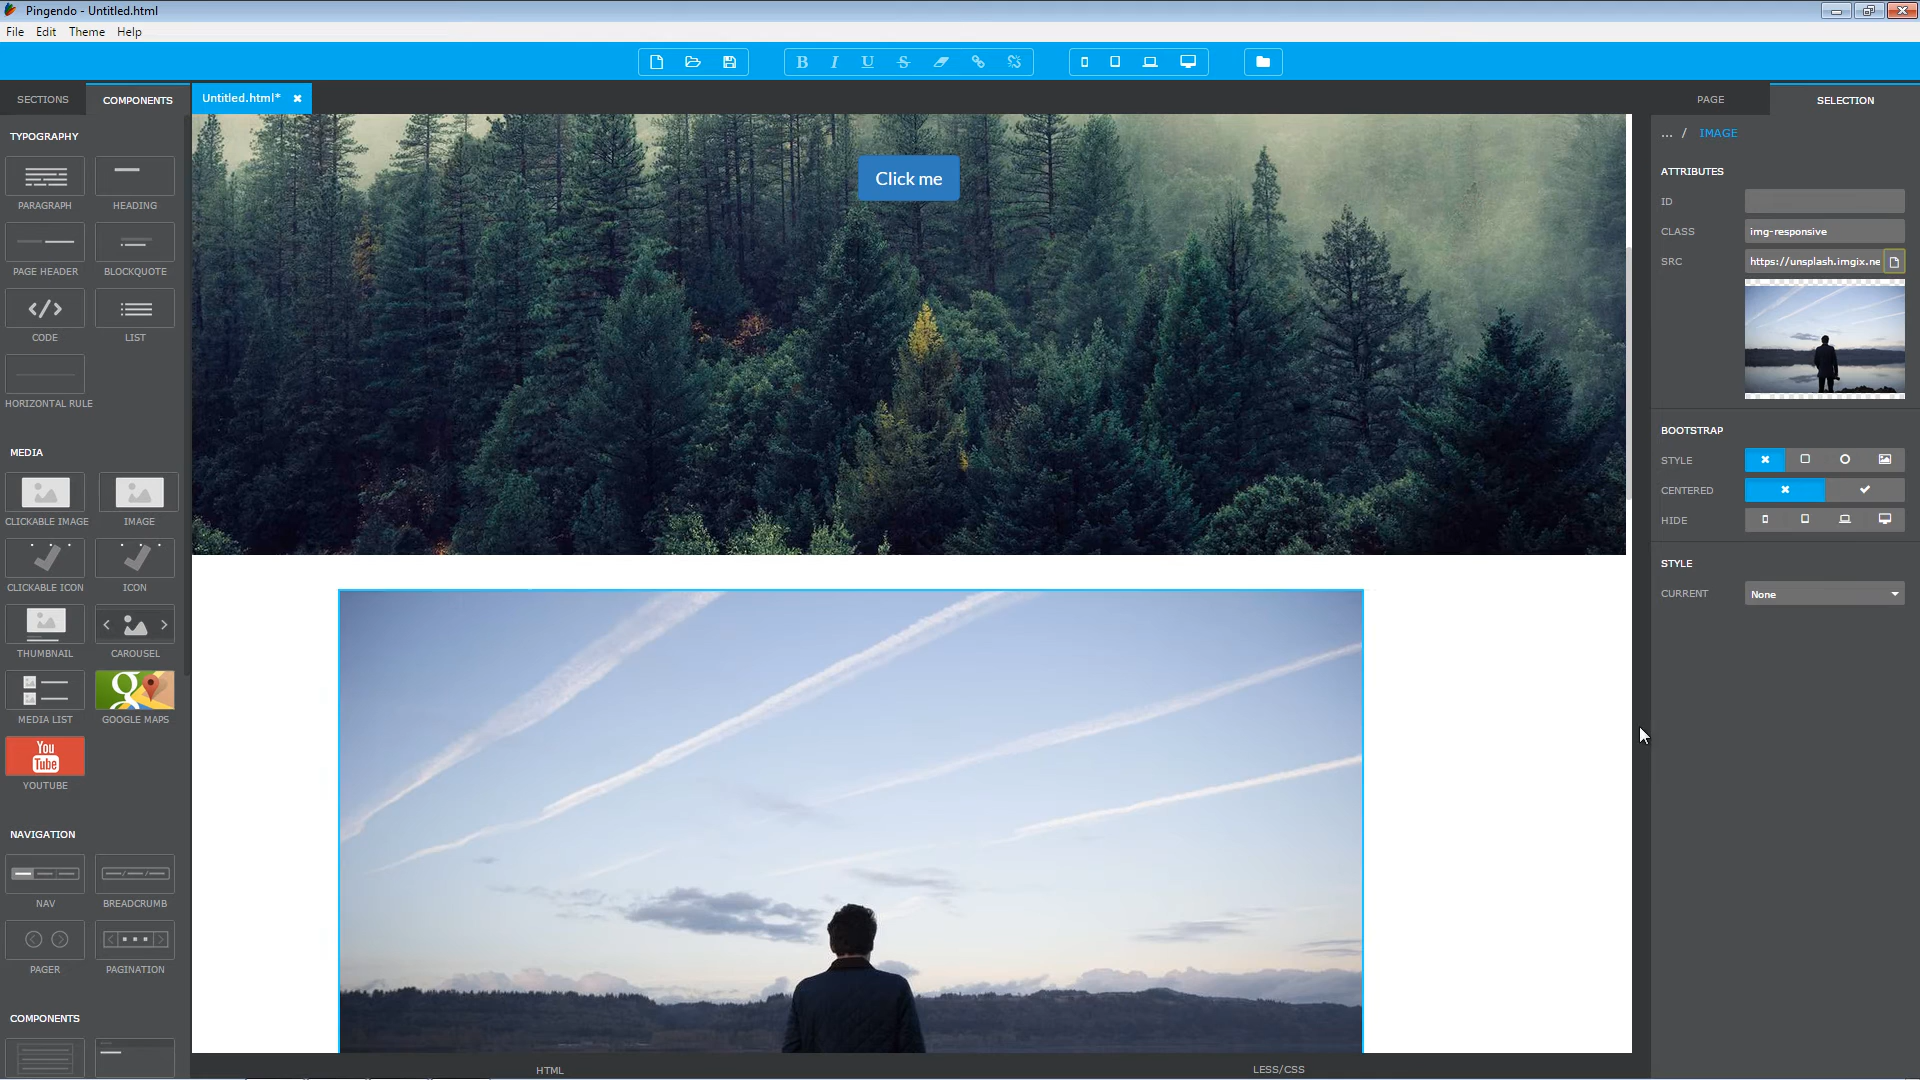 Pingendo - Untitled.html
File Edit Theme Help
B I U S
SECTIONS COMPONENTS
Untitled.html*
PAGE SELECTION
... / IMAGE
TYPOGRAPHY
PARAGRAPH HEADING
PAGE HEADER BLOCKQUOTE
CODE LIST
HORIZONTAL RULE
MEDIA
CLICKABLE IMAGE IMAGE
CLICKABLE ICON ICON
THUMBNAIL CAROUSEL
g
MEDIA LIST GOOGLE MAPS
You
Tube
YOUTUBE
NAVIGATION
NAV BREADCRUMB
PAGER PAGINATION
COMPONENTS
Click me
HTML LESS/CSS
ATTRIBUTES
ID
CLASS img-responsive
SRC https://unsplash.imgix.ne
BOOTSTRAP
STYLE
CENTERED
HIDE
STYLE
CURRENT None